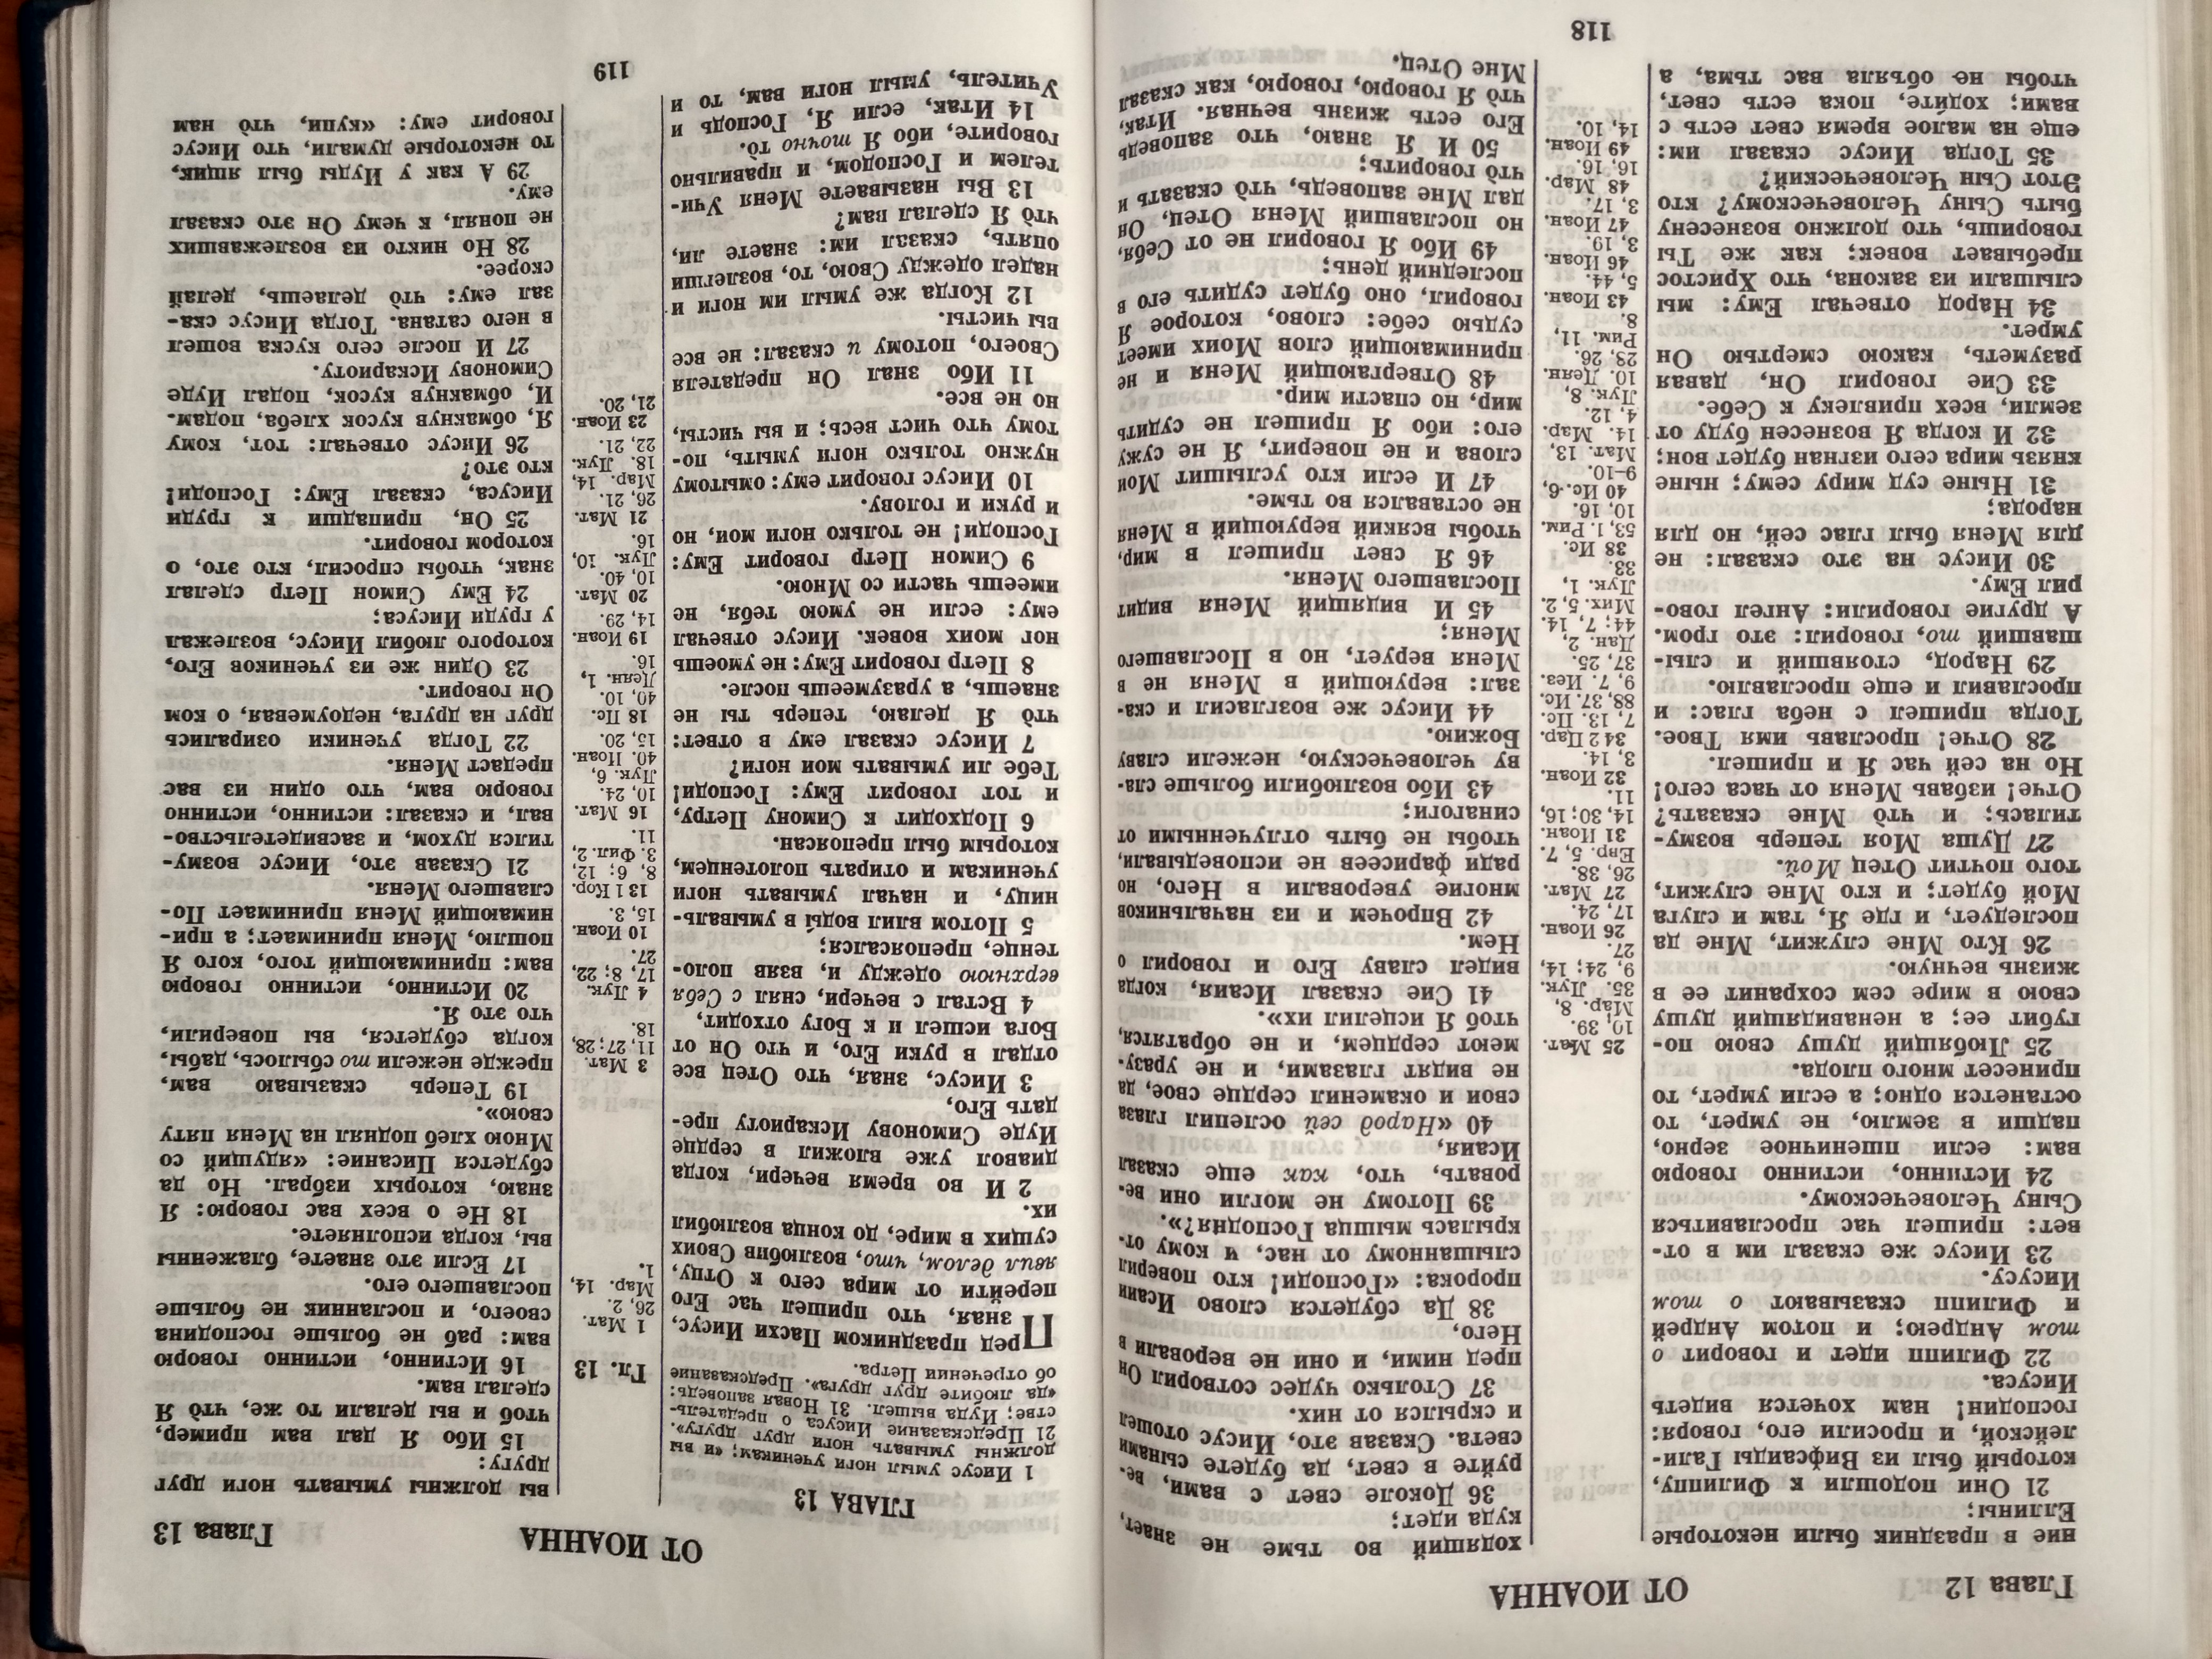 Глава 12
ОТ ИОАННА
ние в праздник были некоторые
Еллины;
21 Они подошли к Филиппу,
который был из Вифсаиды Гали-
лейской, и просили его, говоря:
господин! нам хочется видеть
Иисуса.
22 Филипп идет и говорит о
том Андрею; и потом Андрей
и Филипп сказывают о том
Иисусу.
23 Иисус же сказал им в от-
вет: пришел час прославиться
Сыну Человеческому.
24 Истинно, истинно говорю
вам: если пшеничное зерно,
падши в землю, не умрет, то
останется одно; а если умрет, то
принесет много плода.
25 Любящий душу свою по-
губит ее; а ненавидящий душу
свою в мире сем сохранит ее в
жизнь вечную.
26 Кто Мне служит, Мне да
последует, и где Я, там и слуга
Мой будет; и кто Мне служит,
того почтит Отец Мой.
27 Душа Моя теперь возму-
тилась; и что̀ Мне сказать?
Отче! избавь Меня от часа сего!
Но на сей час Я и пришел.
28 Отче! прославь имя Твое.
Тогда пришел с неба глас: и
прославил и еще прославлю.
29 Народ, стоявший и слы-
шавший то, говорил: это гром.
А другие говорили: Ангел гово-
рил Ему.
30 Иисус на это сказал: не
для Меня был глас сей, но для
народа;
31 Ныне суд миру сему; ныне
князь мира сего изгнан будет вон;
32 И когда Я вознесен буду от
земли, всех привлеку к Себе.
33 Сие говорил Он, давая
разуметь, какою смертью Он
умрет.
34 Народ отвечал Ему: мы
слышали из закона, что Христос
пребывает вовек; как же Ты
говоришь, что должно вознесену
быть Сыну Человеческому? кто
Этот Сын Человеческий?
35 Тогда Иисус сказал им:
еще на малое время свет есть с
вами; ходи́те, пока есть свет,
чтобы не объяла вас тьма, а
25 Мат.
10, 39.
Мар. 8,
35. Лук.
9, 24; 14,
27.
26 Иоан.
17, 24.
27 Мат.
26, 38.
Евр. 5, 7.
31 Иоан.
14, 30; 16,
11.
32 Иоан.
3, 14.
34 2 Цар.
7, 13. Пс.
88, 37. Ис.
9, 7. Иез.
37, 25.
Дан. 2,
44; 7, 14.
Мих. 5, 2.
Лук. 1,
33.
38 Ис.
53, 1. Рим.
10, 16.
40 Ис. 6,
9–10.
Мат. 13,
14. Мар.
4, 12.
Лук. 8,
10. Деян.
28, 26.
Рим. 11,
8.
43 Иоан.
5, 44.
46 Иоан.
3, 19.
47 Иоан.
3, 17.
48 Мар.
16, 16.
49 Иоан.
14, 10.
ходящий во тьме не знает,
куда идет;
36 Доколе свет с вами, ве-
руйте в свет, да будете сынами
света. Сказав это, Иисус отошел
и скрылся от них.
37 Столько чудес сотворил Он
пред ними, и они не веровали в
Него,
38 Да сбудется слово Исаии
пророка: «Господи! кто поверил
слышанному от нас, и кому от-
крылась мышца Господня?».
39 Потому не могли они ве-
ровать, что, как еще сказал
Исаия,
40 «Народ сей ослепил глаза
свои и окаменил сердце свое, да
не видят глазами, и не уразу-
меют сердцем, и не обратятся,
чтоб Я исцелил их».
41 Сие сказал Исаия, когда
видел славу Его и говорил о
Нем.
42 Впрочем и из начальников
многие уверовали в Него, но
ради фарисеев не исповедывали,
чтобы не быть отлученными от
синагоги;
43 Ибо возлюбили больше сла-
ву человеческую, нежели славу
Божию.
44 Иисус же возгласил и ска-
зал: верующий в Меня не в
Меня верует, но в Пославшего
Меня;
45 И видящий Меня видит
Пославшего Меня.
46 Я свет пришел в мир,
чтобы всякий верующий в Меня
не оставался во тьме.
47 И если кто услышит Мои
слова и не поверит, Я не сужу
его: ибо Я пришел не судить
мир, но спасти мир.
48 Отвергающий Меня и не
принимающий слов Моих имеет
судью себе: слово, которое Я
говорил, оно будет судить его в
последний день;
49 Ибо Я говорил не от Себя,
но пославший Меня Отец, Он
дал Мне заповедь, что̀ сказать и
что̀ говорить;
50 И Я знаю, что заповедь
Его есть жизнь вечная. Итак,
что̀ Я говорю, говорю, как сказал
Мне Отец.
118
ОТ ИОАННА
Глава 13
ГЛАВА 13
1 Иисус умыл ноги ученикам; «и вы
должны умывать ноги друг другу».
21 Предсказание Иисуса о предатель-
стве; Иуда вышел. 31 Новая заповедь:
«да любите друг друга». Предсказание
об отречении Петра.
Пред праздником Пасхи Иисус,
зная, что пришел час Его
перейти от мира сего к Отцу,
явил делом, что, возлюбив Своих
сущих в мире, до конца возлюбил
их.
2 И во время вечери, когда
диавол уже вложил в сердце
Иуде Симонову Искариоту пре-
дать Его,
3 Иисус, зная, что Отец все
отдал в руки Его, и что Он от
Бога исшел и к Богу отходит,
4 Встал с вечери, снял с Себя
верхнюю одежду и, взяв поло-
тенце, препоясался;
5 Потом влил воды́ в умываль-
ницу, и начал умывать ноги
ученикам и отирать полотенцем,
которым был препоясан.
6 Подходит к Симону Петру,
и тот говорит Ему: Господи!
Тебе ли умывать мои ноги?
7 Иисус сказал ему в ответ:
что̀ Я делаю, теперь ты не
знаешь, а уразумеешь после.
8 Петр говорит Ему: не умоешь
ног моих вовек. Иисус отвечал
ему: если не умою тебя, не
имеешь части со Мною.
9 Симон Петр говорит Ему:
Господи! не только ноги мои, но
и руки и голову.
10 Иисус говорит ему: омытому
нужно только ноги умыть, по-
тому что чист весь; и вы чисты,
но не все.
11 Ибо знал Он предателя
Своего, потому и сказал: не все
вы чисты.
12 Когда же умыл им ноги и
надел одежду Свою, то, возлегши
опять, сказал им: знаете ли,
что̀ Я сделал вам?
13 Вы называете Меня Учи-
телем и Господом, и правильно
говорите, ибо Я точно то̀.
14 Итак, если Я, Господь и
Учитель, умыл ноги вам, то и
Гл. 13
1 Мат.
26, 2.
Мар. 14,
1.
3 Мат.
11, 27; 28,
18.
4 Лук.
17, 8; 22,
27.
10 Иоан.
15, 3.
13 1 Кор.
8, 6; 12,
3. Фил. 2,
11.
16 Мат.
10, 24.
Лук. 6,
40. Иоан.
15, 20.
18 Пс.
40, 10.
Деян. 1,
16.
19 Иоан.
14, 29.
20 Мат.
10, 40.
Лук. 10,
16.
21 Мат.
26, 21.
Мар. 14,
18. Лук.
22, 21.
23 Иоан.
21, 20.
вы должны умывать ноги друг
другу:
15 Ибо Я дал вам пример,
чтоб и вы делали то же, что̀ Я
сделал вам.
16 Истинно, истинно говорю
вам: раб не больше господина
своего, и посланник не больше
пославшего его.
17 Если это знаете, блаженны
вы, когда исполняете.
18 Не о всех вас говорю: Я
знаю, которых избрал. Но да
сбудется Писание: «ядущий со
Мною хлеб поднял на Меня пяту
свою».
19 Теперь сказываю вам,
прежде нежели то сбылось, дабы,
когда сбудется, вы поверили,
что это Я.
20 Истинно, истинно говорю
вам: принимающий того, кого Я
пошлю, Меня принимает; а при-
нимающий Меня принимает По-
славшего Меня.
21 Сказав это, Иисус возму-
тился духом, и засвидетельство-
вал, и сказал: истинно, истинно
говорю вам, что один из вас
предаст Меня.
22 Тогда ученики озирались
друг на друга, недоумевая, о ком
Он говорит.
23 Один же из учеников Его,
которого любил Иисус, возлежал
у груди Иисуса;
24 Ему Симон Петр сделал
знак, чтобы спросил, кто это, о
котором говорит.
25 Он, припадши к груди
Иисуса, сказал Ему: Господи!
кто это?
26 Иисус отвечал: тот, кому
Я, обмакнув кусок хлеба, подам.
И, обмакнув кусок, подал Иуде
Симонову Искариоту.
27 И после сего куска вошел
в него сатана. Тогда Иисус ска-
зал ему: что̀ делаешь, делай
скорее.
28 Но никто из возлежавших
не понял, к чему Он это сказал
ему.
29 А как у Иуды был ящик,
то некоторые думали, что Иисус
говорит ему: «купи, что̀ нам
119